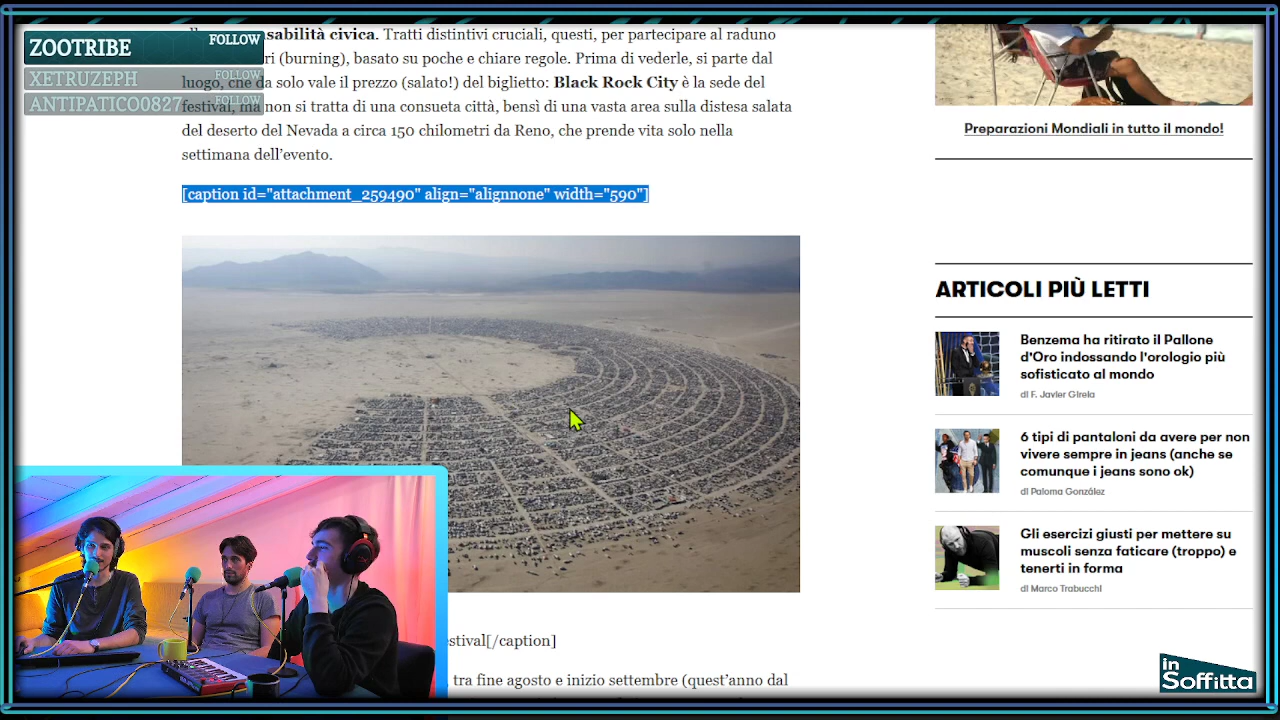 sabilità civica. Tratti distintivi cruciali, questi, per partecipare al raduno
ZOOTRIBE FOLLOW
ri (burning), basato su poche e chiare regole. Prima di vederle, si parte dal
XETRUZEPH FOLLOW
luogo, che da solo vale il prezzo (salato!) del biglietto: Black Rock City è la sede del
ANTIPATICO0827 FOLLOW
festival, ma non si tratta di una consueta città, bensì di una vasta area sulla distesa salata
del deserto del Nevada a circa 150 chilometri da Reno, che prende vita solo nella
settimana dell'evento.
[caption id="attachment_259490" align="alignnone" width="590"]
estival[/caption]
tra fine agosto e inizio settembre (quest'anno dal
Preparazioni Mondiali in tutto il mondo!
ARTICOLI PIÙ LETTI
Benzema ha ritirato il Pallone
d'Oro indossando l'orologio più
sofisticato al mondo
di F. Javier Girela
6 tipi di pantaloni da avere per non
vivere sempre in jeans (anche se
comunque i jeans sono ok)
di Paloma González
Gli esercizi giusti per mettere su
muscoli senza faticare (troppo) e
tenerti in forma
di Marco Trabucchi
in
Soffitta